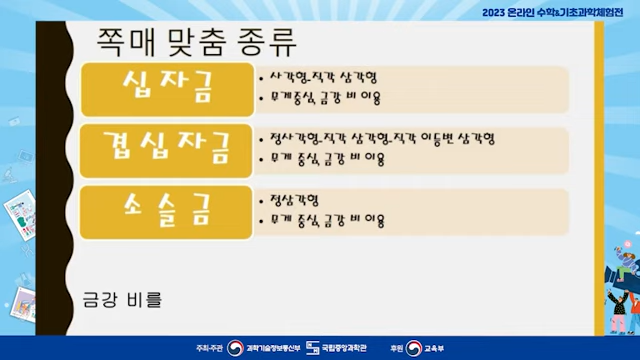 2023 온라인 수학&기초과학체험전
쪽매 맞춤 종류
십자금
• 사각형-직각 삼각형
• 무게중심, 금강 비 이용
겹십자금
• 정사각형-직각 삼각형-직각 이등변 삼각형
• 무게 중심, 금강 비 이용
소슬금
• 정삼각형
• 무게 중심, 금강 비 이용
금강 비를
주최·주관 과학기술정보통신부 국립중앙과학관 후원 교육부